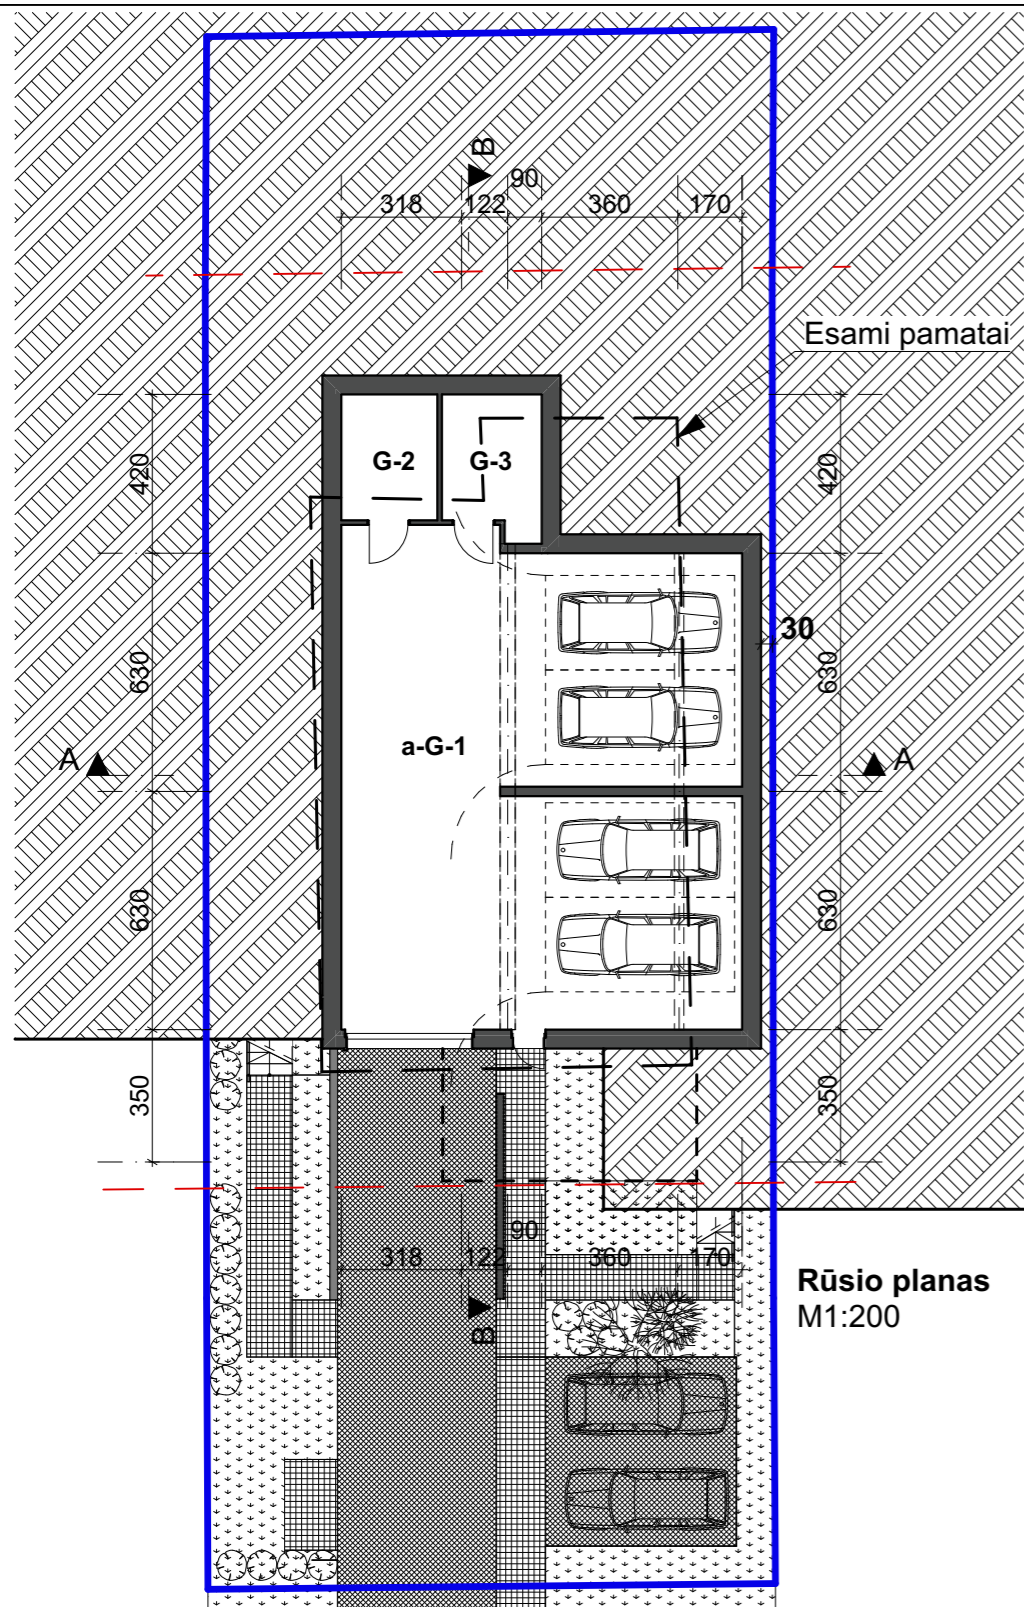 B
90
318 122 360 170
Esami pamatai
420 420
G-2 G-3
30
630 630
a-G-1
A A
630 630
350 350
90
318 122 360 170
Rūsio planas
B
M1:200